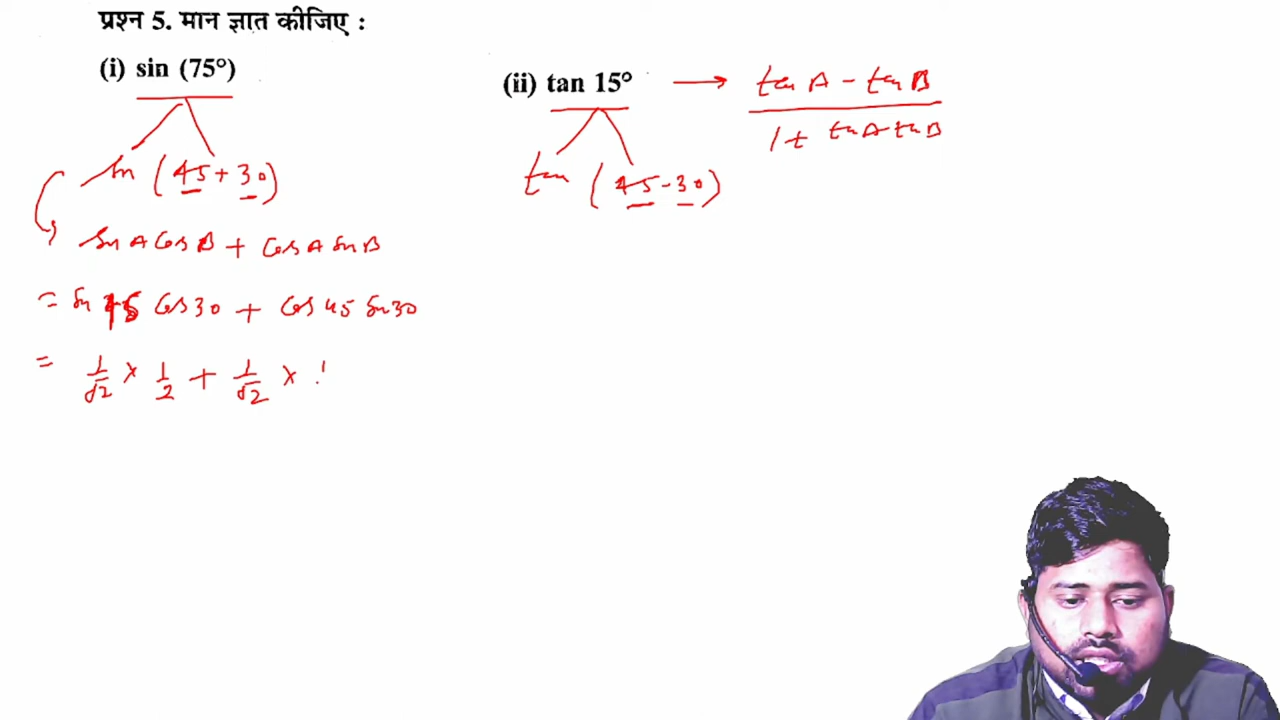 प्रश्न 5. मान ज्ञात कीजिए :
(i) sin (75°)
sin (45+30)
sin A cos B + cos A sin B
= sin 45 cos 30 + cos 45 sin 30
= 1/√2 × 1/2 + 1/√2 ×
(ii) tan 15° → tan A - tan B / 1+ tan A tan B
tan (45-30)